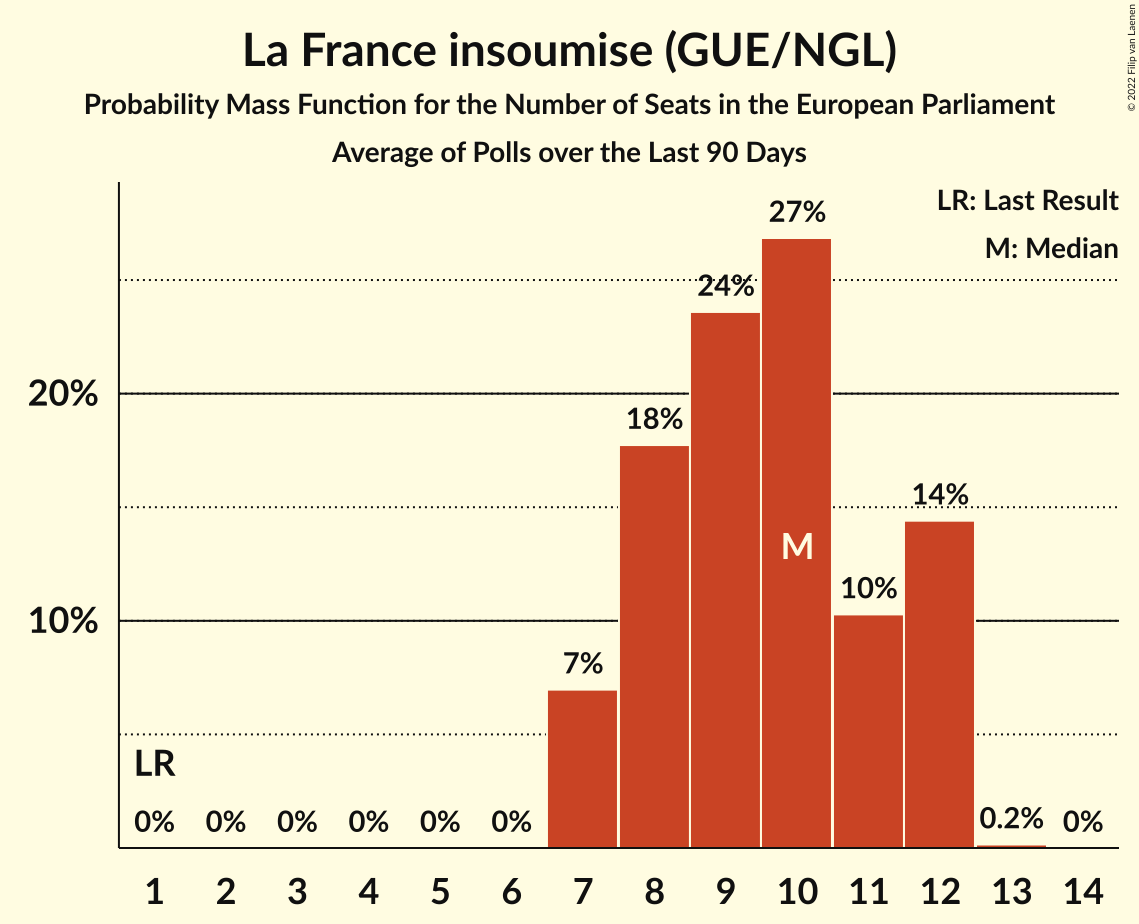 La France insoumise (GUE/NGL)
Probability Mass Function for the Number of Seats in the European Parliament
Average of Polls over the Last 90 Days
© 2022 Filip van Laenen
LR: Last Result
M: Median
27%
24%
20%
18%
14%
M
10%
10%
7%
LR
0% 0% 0% 0% 0% 0% 0.2% 0%
1 2 3 4 5 6 7 8 9 10 11 12 13 14